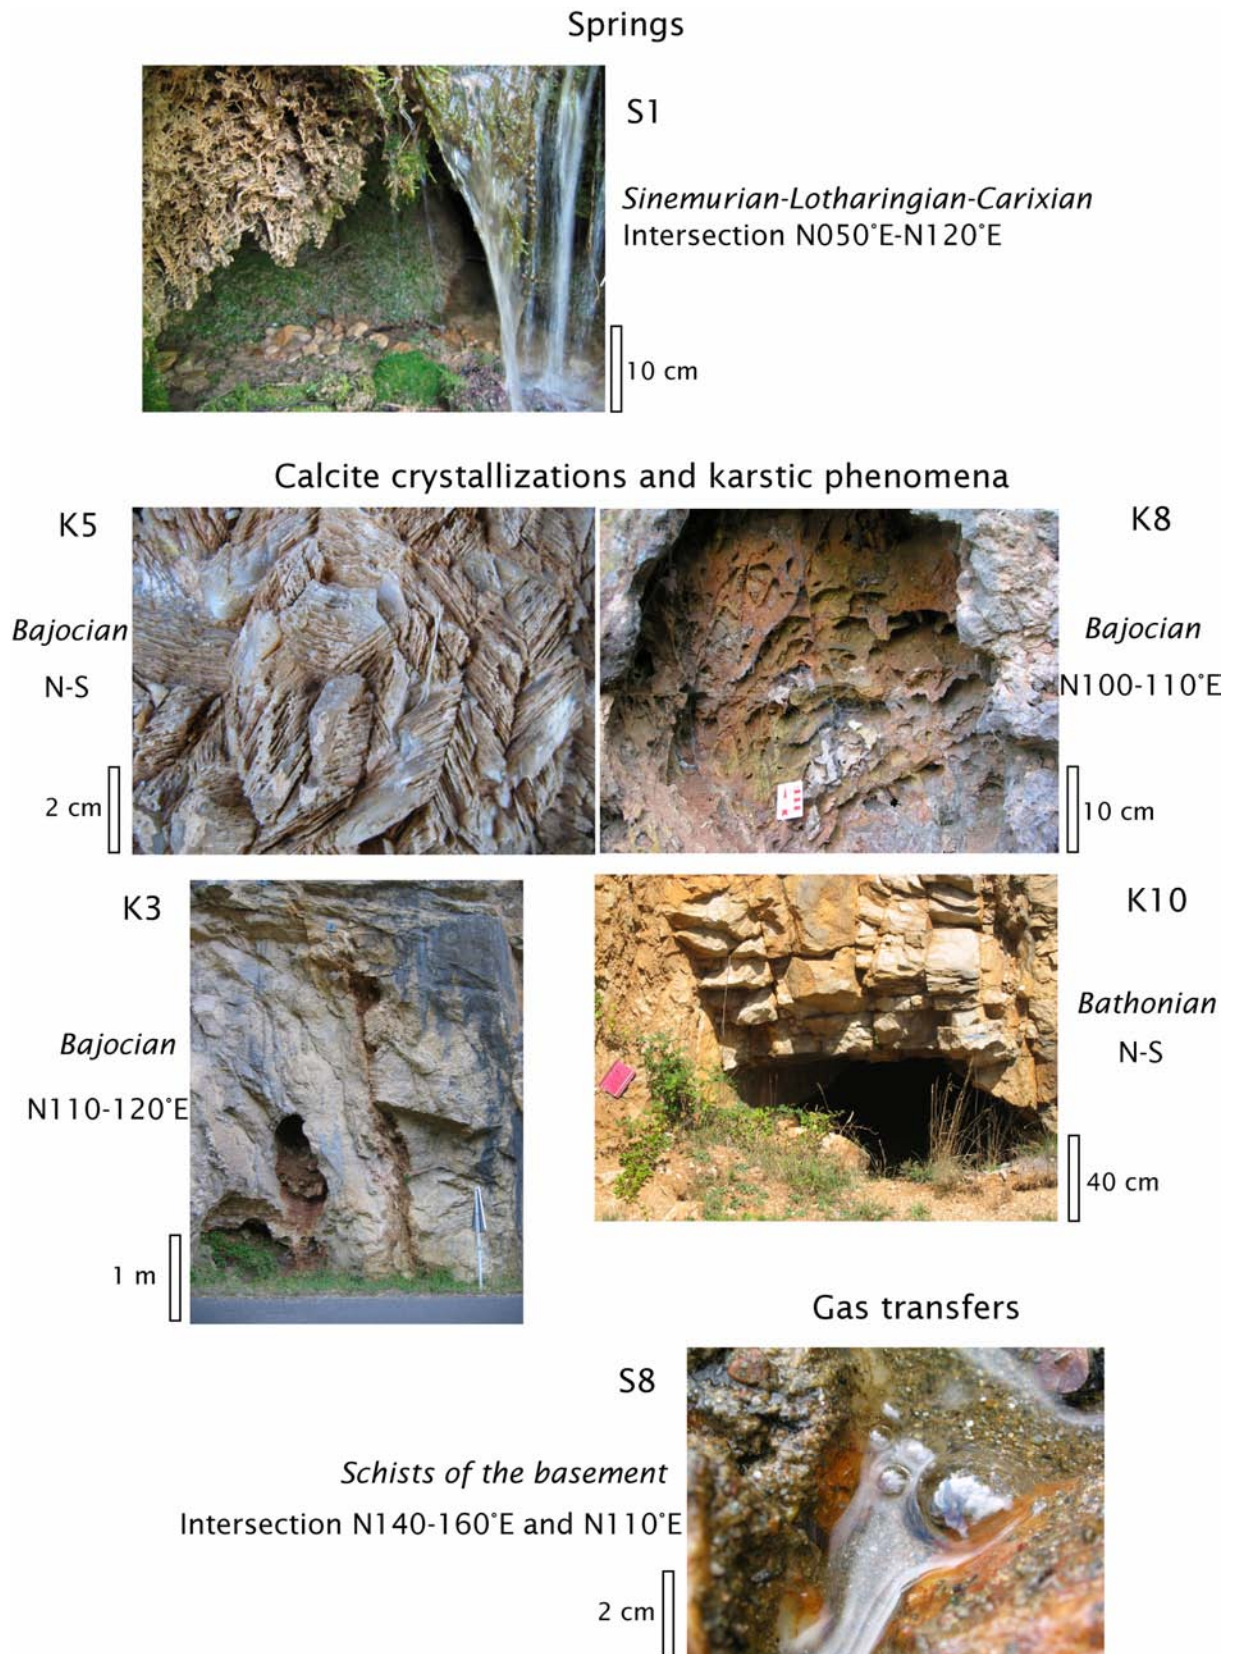 Springs
S1
Sinemurian-Lotharingian-Carixian
Intersection N050°E-N120°E
10 cm
Calcite crystallizations and karstic phenomena
K5
Bajocian
N-S
2 cm
K8
Bajocian
N100-110°E
10 cm
K3
Bajocian
N110-120°E
1 m
K10
Bathonian
N-S
40 cm
Gas transfers
S8
Schists of the basement
Intersection N140-160°E and N110°E
2 cm